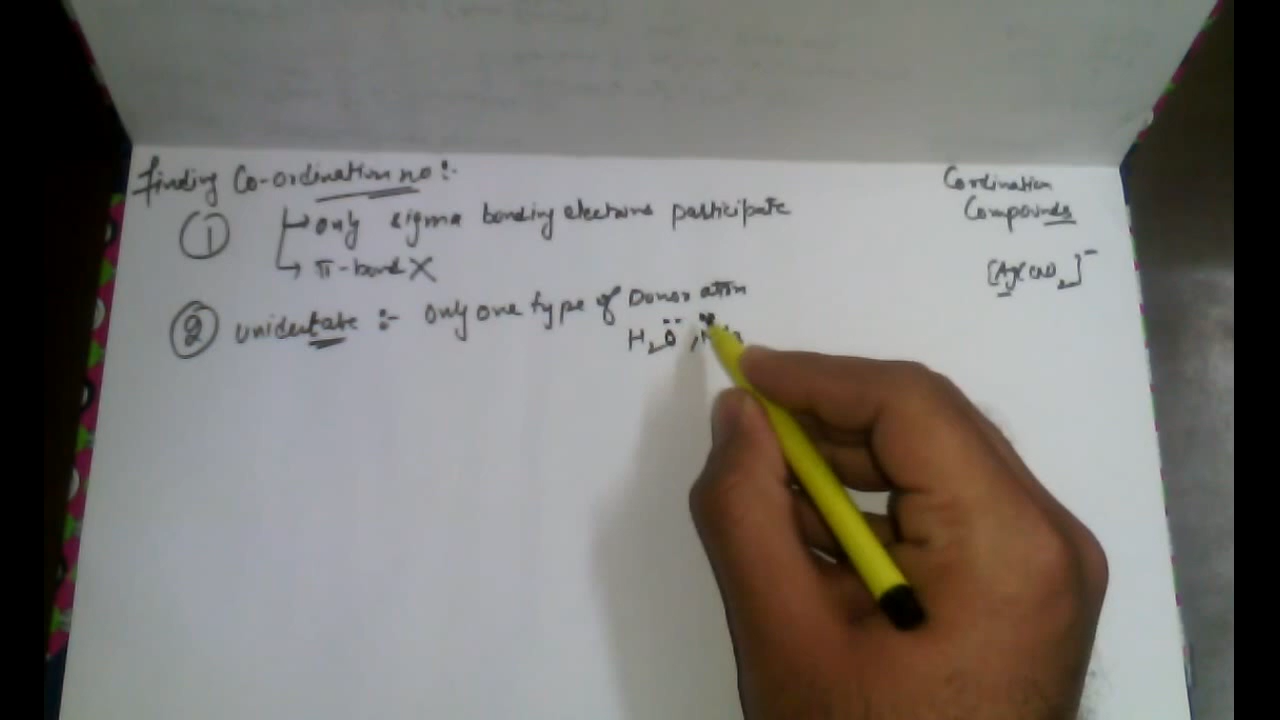 Finding Co-ordination no:-
Cordination
Compounds
① → only sigma bonding electrons participate
→ π-bond X
[Ag(CN)₂]⁻
② unidentate :- only one type of Donor atom
H₂O